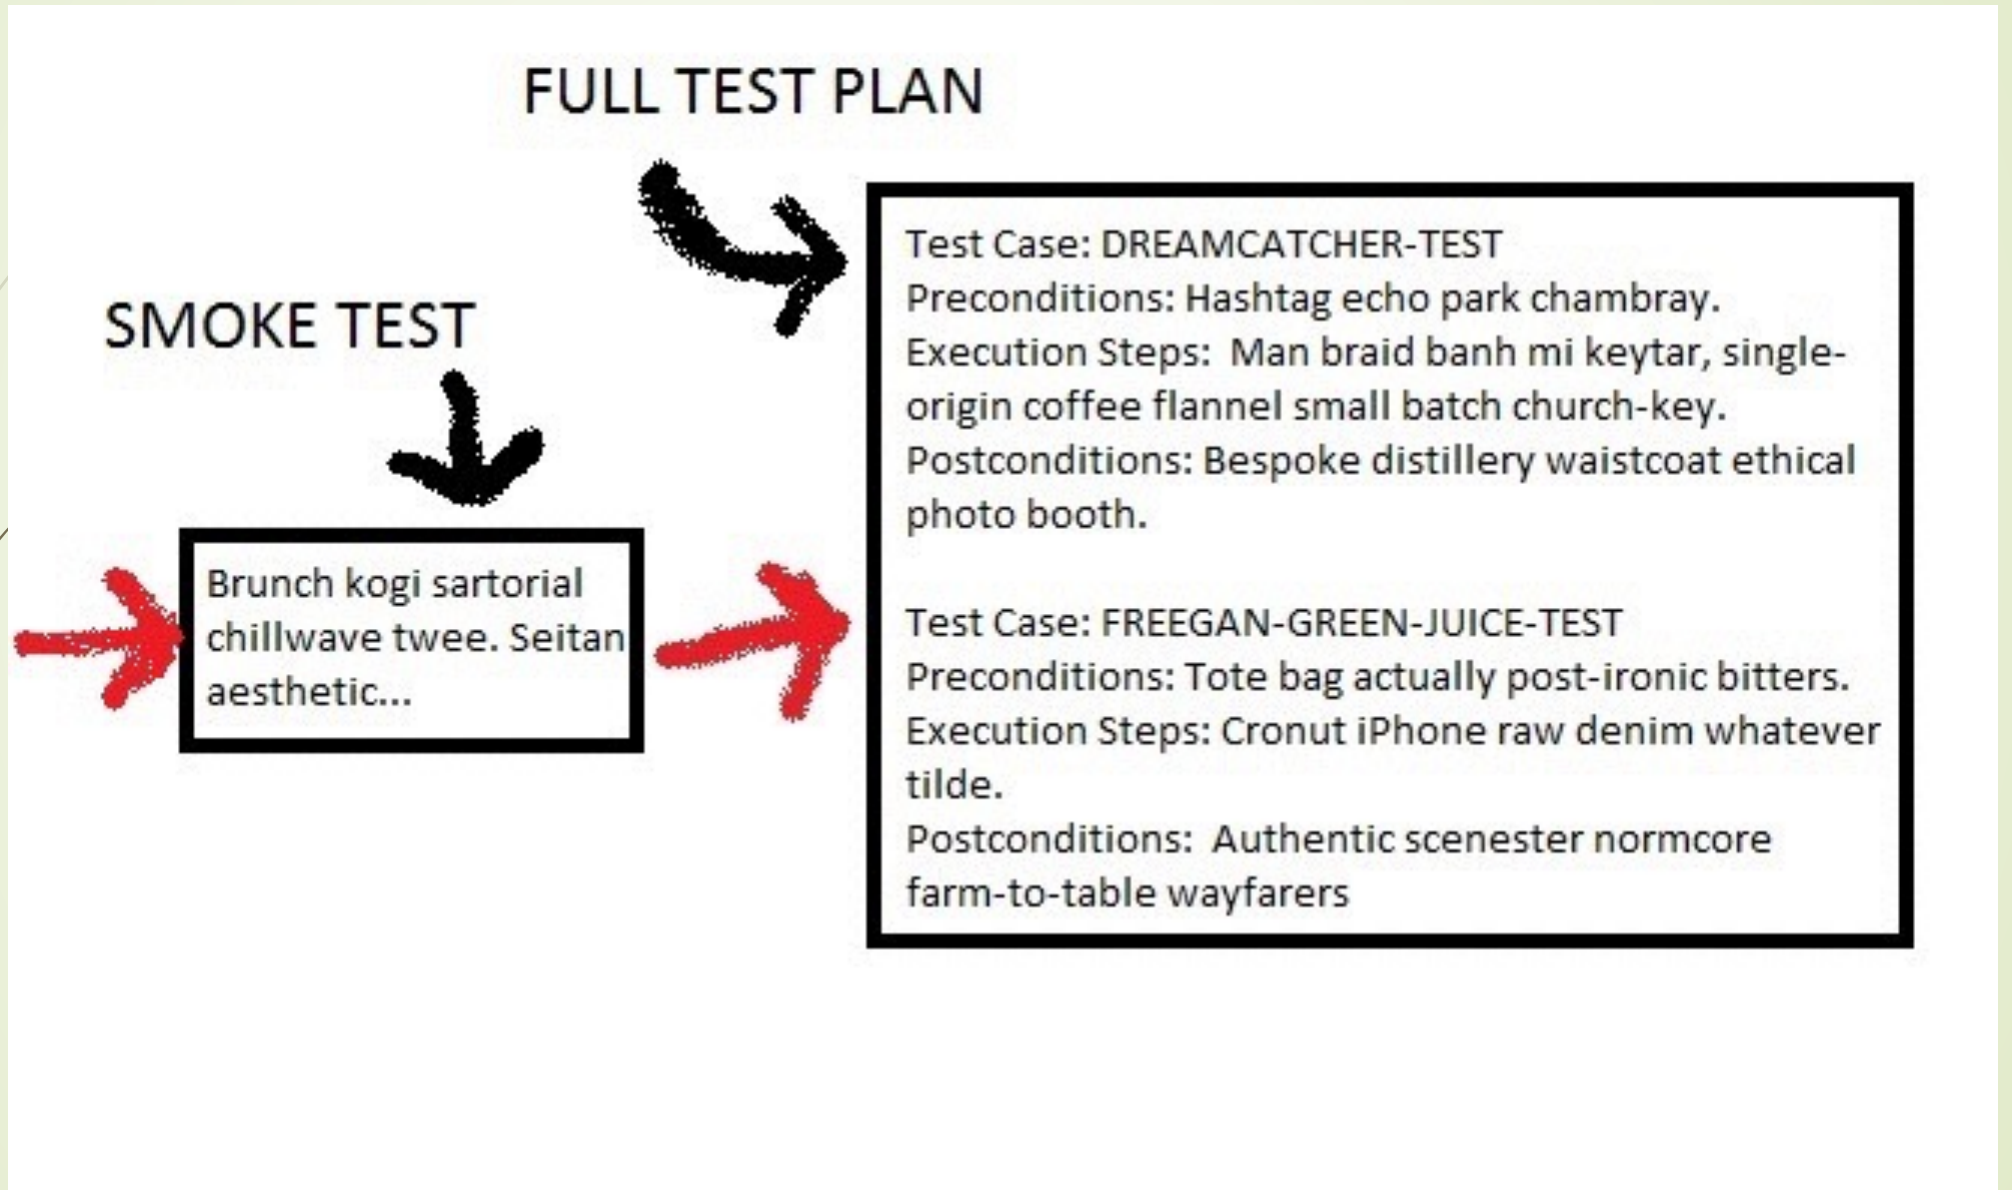 FULL TEST PLAN
SMOKE TEST
Brunch kogi sartorial
chillwave twee. Seitan
aesthetic...
Test Case: DREAMCATCHER-TEST
Preconditions: Hashtag echo park chambray.
Execution Steps:  Man braid banh mi keytar, single-
origin coffee flannel small batch church-key.
Postconditions: Bespoke distillery waistcoat ethical
photo booth.
Test Case: FREEGAN-GREEN-JUICE-TEST
Preconditions: Tote bag actually post-ironic bitters.
Execution Steps: Cronut iPhone raw denim whatever
tilde.
Postconditions:  Authentic scenester normcore
farm-to-table wayfarers